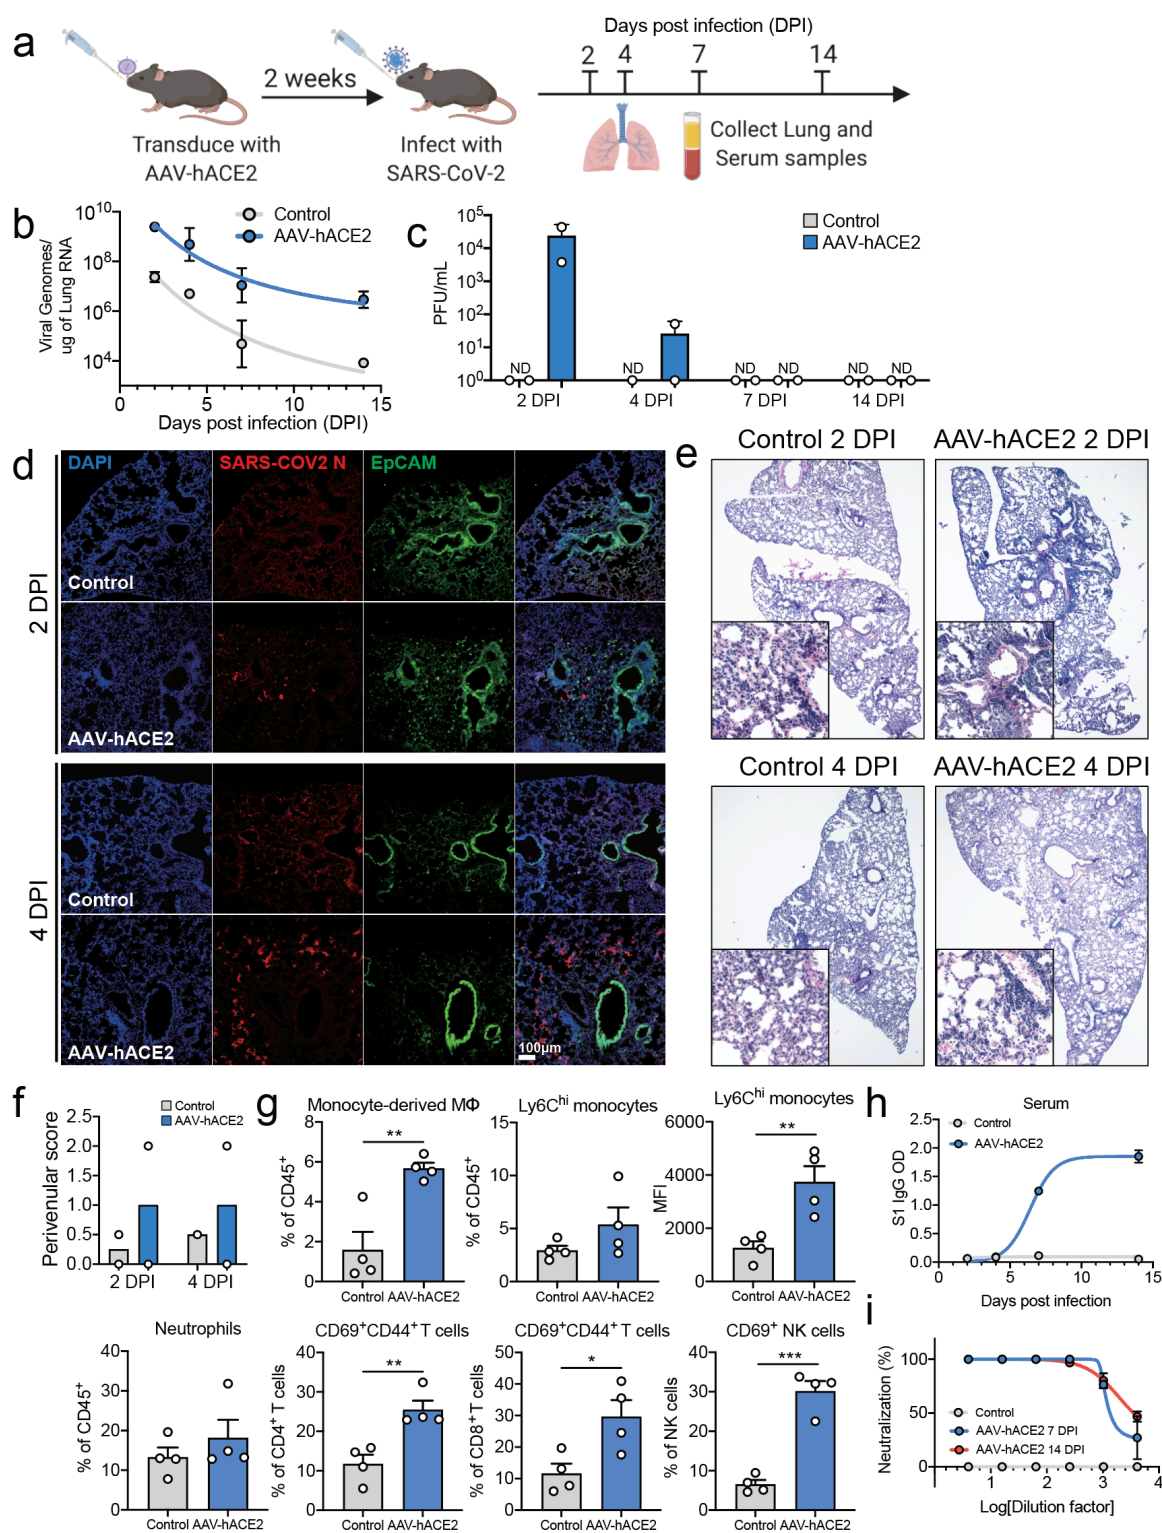 a
Days post infection (DPI)
2 4 7 14
2 weeks
Transduce with
AAV-hACE2
Infect with
SARS-CoV-2
Collect Lung and
Serum samples
b
Viral Genomes/
ug of Lung RNA
10^10
10^8
10^6
10^4
Control
AAV-hACE2
0 5 10 15
Days post infection (DPI)
c
PFU/mL
10^5
10^4
10^3
10^2
10^1
10^0
Control
AAV-hACE2
ND ND ND ND ND ND
2 DPI 4 DPI 7 DPI 14 DPI
d
DAPI SARS-COV2 N EpCAM
2 DPI
Control
AAV-hACE2
4 DPI
Control
AAV-hACE2
100µm
e
Control 2 DPI AAV-hACE2 2 DPI
Control 4 DPI AAV-hACE2 4 DPI
f
Control
AAV-hACE2
Perivenular score
2.5
2.0
1.5
1.0
0.5
0.0
2 DPI 4 DPI
g
Monocyte-derived MΦ
% of CD45+
8
6
4
2
0
**
Control AAV-hACE2
Ly6Chi monocytes
% of CD45+
15
10
5
0
Control AAV-hACE2
Ly6Chi monocytes
MFI
6000
4000
2000
0
**
Control AAV-hACE2
Neutrophils
% of CD45+
40
30
20
10
0
Control AAV-hACE2
CD69+CD44+T cells
% of CD4+ T cells
40
30
20
10
0
**
Control AAV-hACE2
CD69+CD44+T cells
% of CD8+T cells
50
40
30
20
10
0
*
Control AAV-hACE2
CD69+ NK cells
% of NK cells
40
30
20
10
0
***
Control AAV-hACE2
h
Serum
Control
AAV-hACE2
S1 IgG OD
2.5
2.0
1.5
1.0
0.5
0.0
0 5 10 15
Days post infection
i
Neutralization (%)
100
50
0
Control
AAV-hACE2 7 DPI
AAV-hACE2 14 DPI
0 1 2 3 4
Log[Dilution factor]